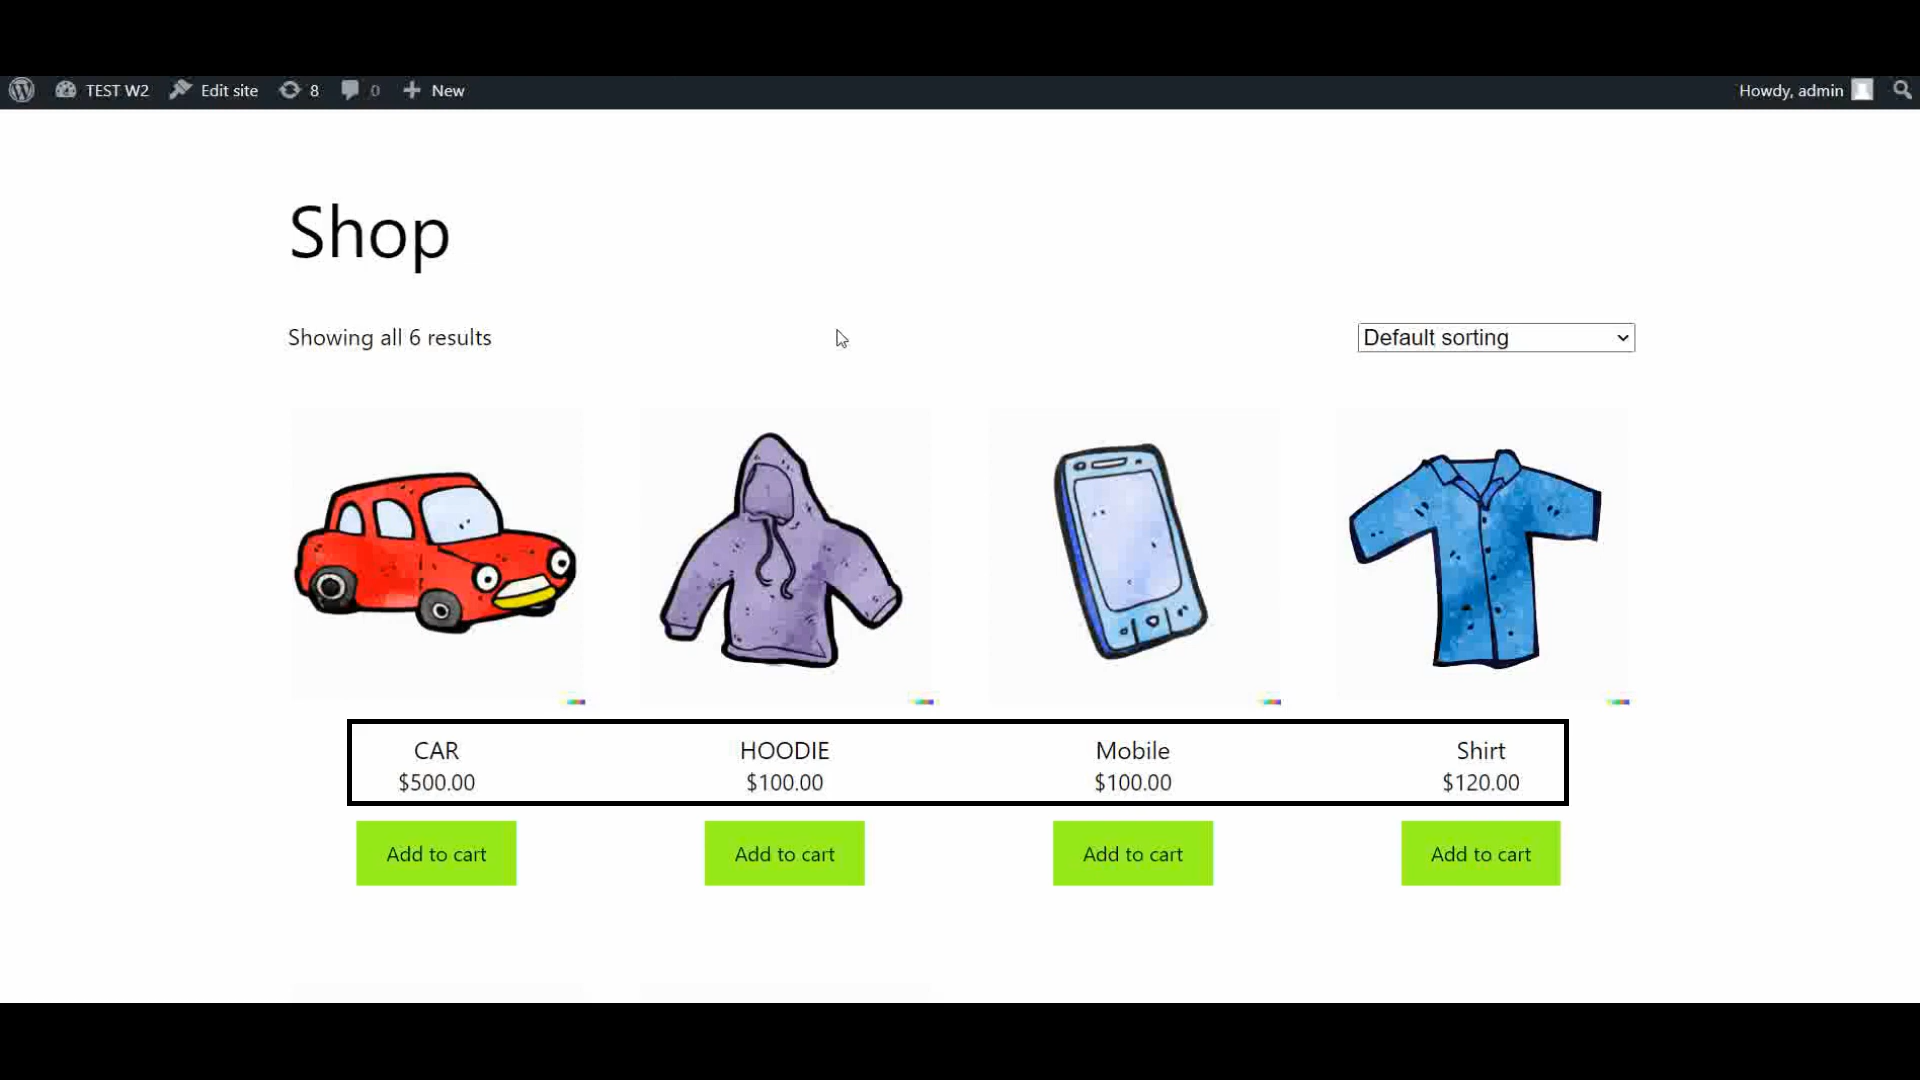 TEST W2 Edit site 8 0 New Howdy, admin
Shop
Showing all 6 results Default sorting
CAR HOODIE Mobile Shirt
$500.00 $100.00 $100.00 $120.00
Add to cart Add to cart Add to cart Add to cart